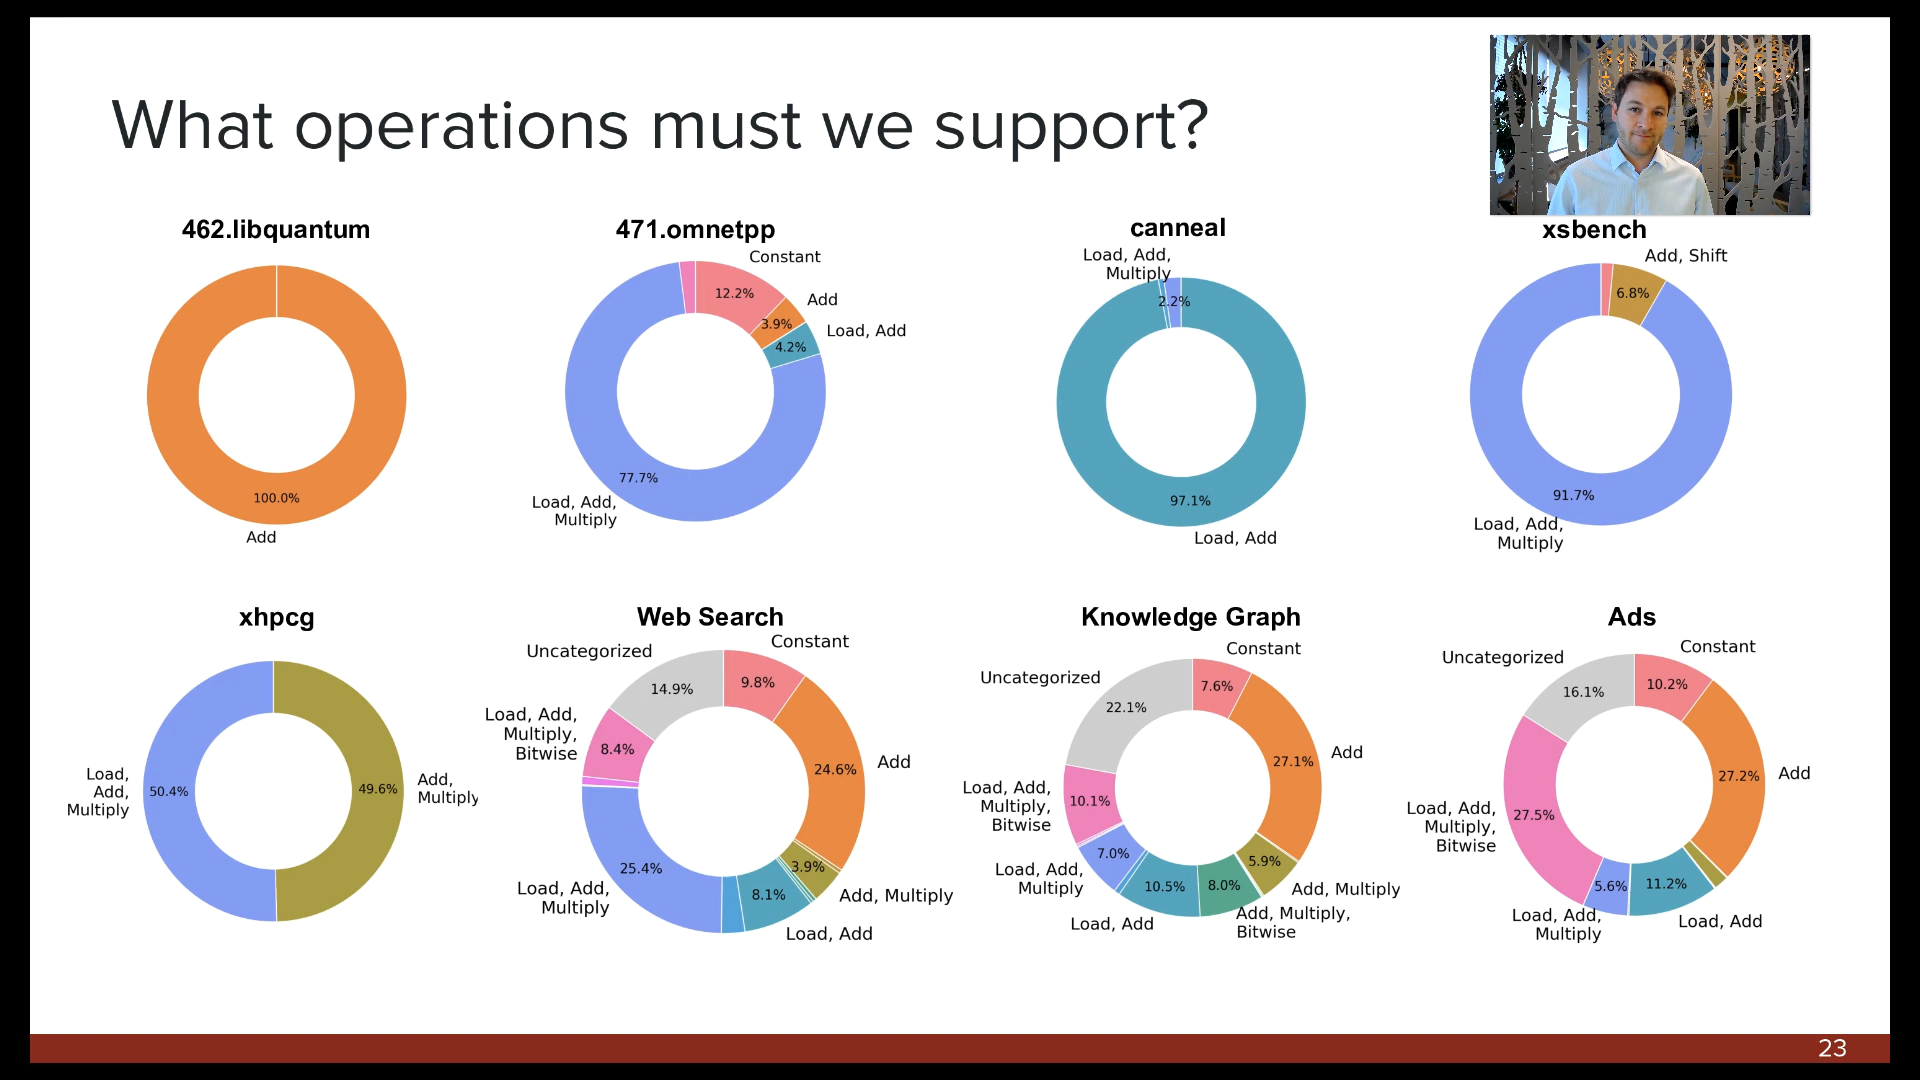 What operations must we support?
462.libquantum
100.0%
Add
471.omnetpp
Constant
12.2%
Add
3.9%
Load, Add
4.2%
77.7%
Load, Add,
Multiply
canneal
Load, Add,
Multiply
2.2%
97.1%
Load, Add
xsbench
Add, Shift
6.8%
91.7%
Load, Add,
Multiply
xhpcg
Load,
Add,
Multiply
50.4%
49.6%
Add,
Multiply
Web Search
Constant
Uncategorized
9.8%
14.9%
Load, Add,
Multiply,
Bitwise
8.4%
24.6%
Add
25.4%
3.9%
Load, Add,
Multiply
8.1%
Add, Multiply
Load, Add
Knowledge Graph
Constant
Uncategorized
7.6%
22.1%
27.1%
Add
Load, Add,
Multiply,
Bitwise
10.1%
7.0%
5.9%
Load, Add,
Multiply
10.5%
8.0%
Add, Multiply
Load, Add
Add, Multiply,
Bitwise
Ads
Constant
Uncategorized
10.2%
16.1%
27.2%
Add
Load, Add,
Multiply,
Bitwise
27.5%
5.6%
11.2%
Load, Add,
Multiply
Load, Add
23